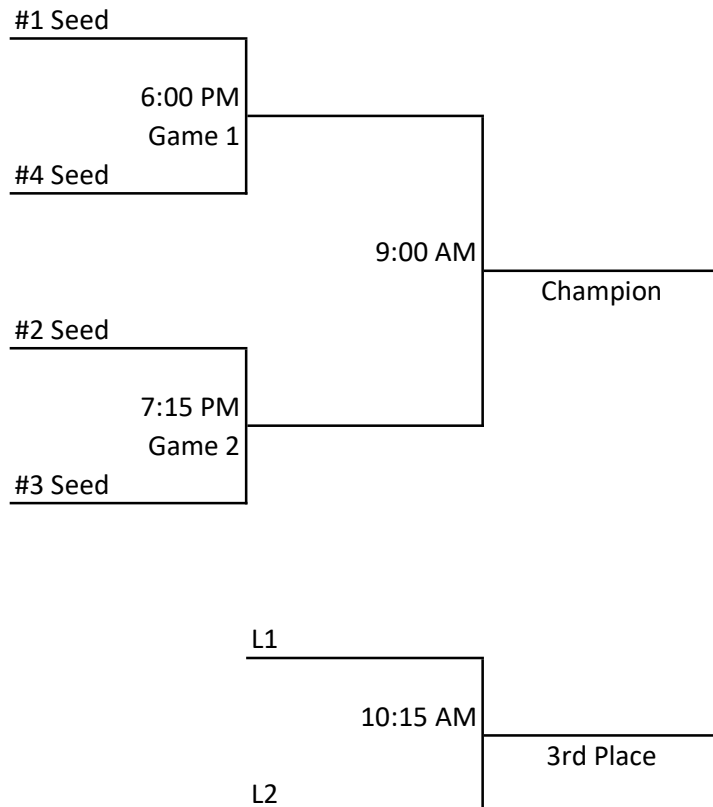 #1 Seed
6:00 PM
Game 1
#4 Seed
9:00 AM
Champion
#2 Seed
7:15 PM
Game 2
#3 Seed
L1
10:15 AM
3rd Place
L2